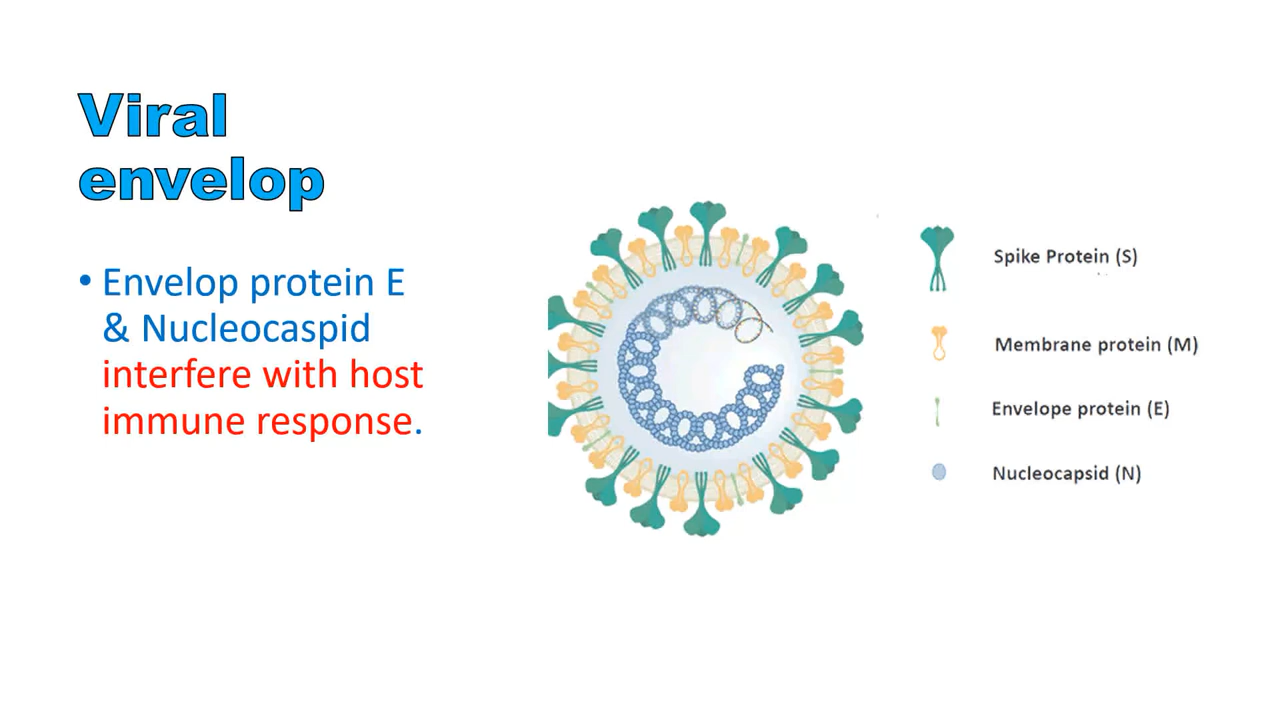 Viral
envelop
• Envelop protein E
& Nucleocaspid
interfere with host
immune response.
Spike Protein (S)
Membrane protein (M)
Envelope protein (E)
Nucleocapsid (N)